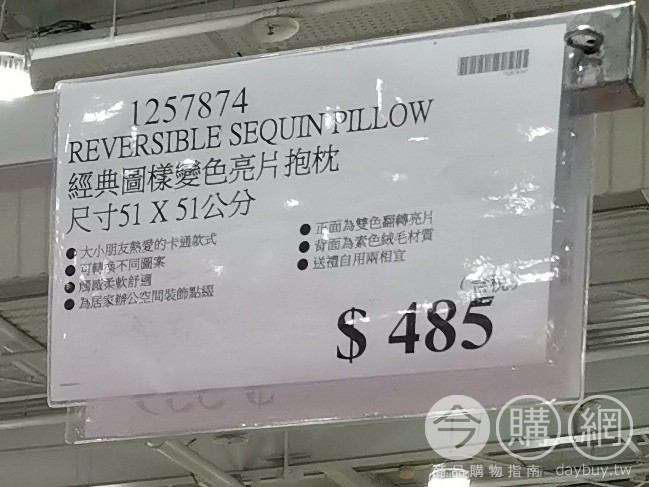 1257874
REVERSIBLE SEQUIN PILLOW
經典圖樣變色亮片抱枕
尺寸51 X 51公分
● 大小朋友熱愛的卡通款式
● 可轉換不同圖案
● 觸感柔軟舒適
● 為居家辦公空間裝飾點綴
● 正面為雙色翻轉亮片
● 背面為素色絨毛材質
● 送禮自用兩相宜
(含稅)
$ 485
今購網
商品購物指南 daybuy.tw